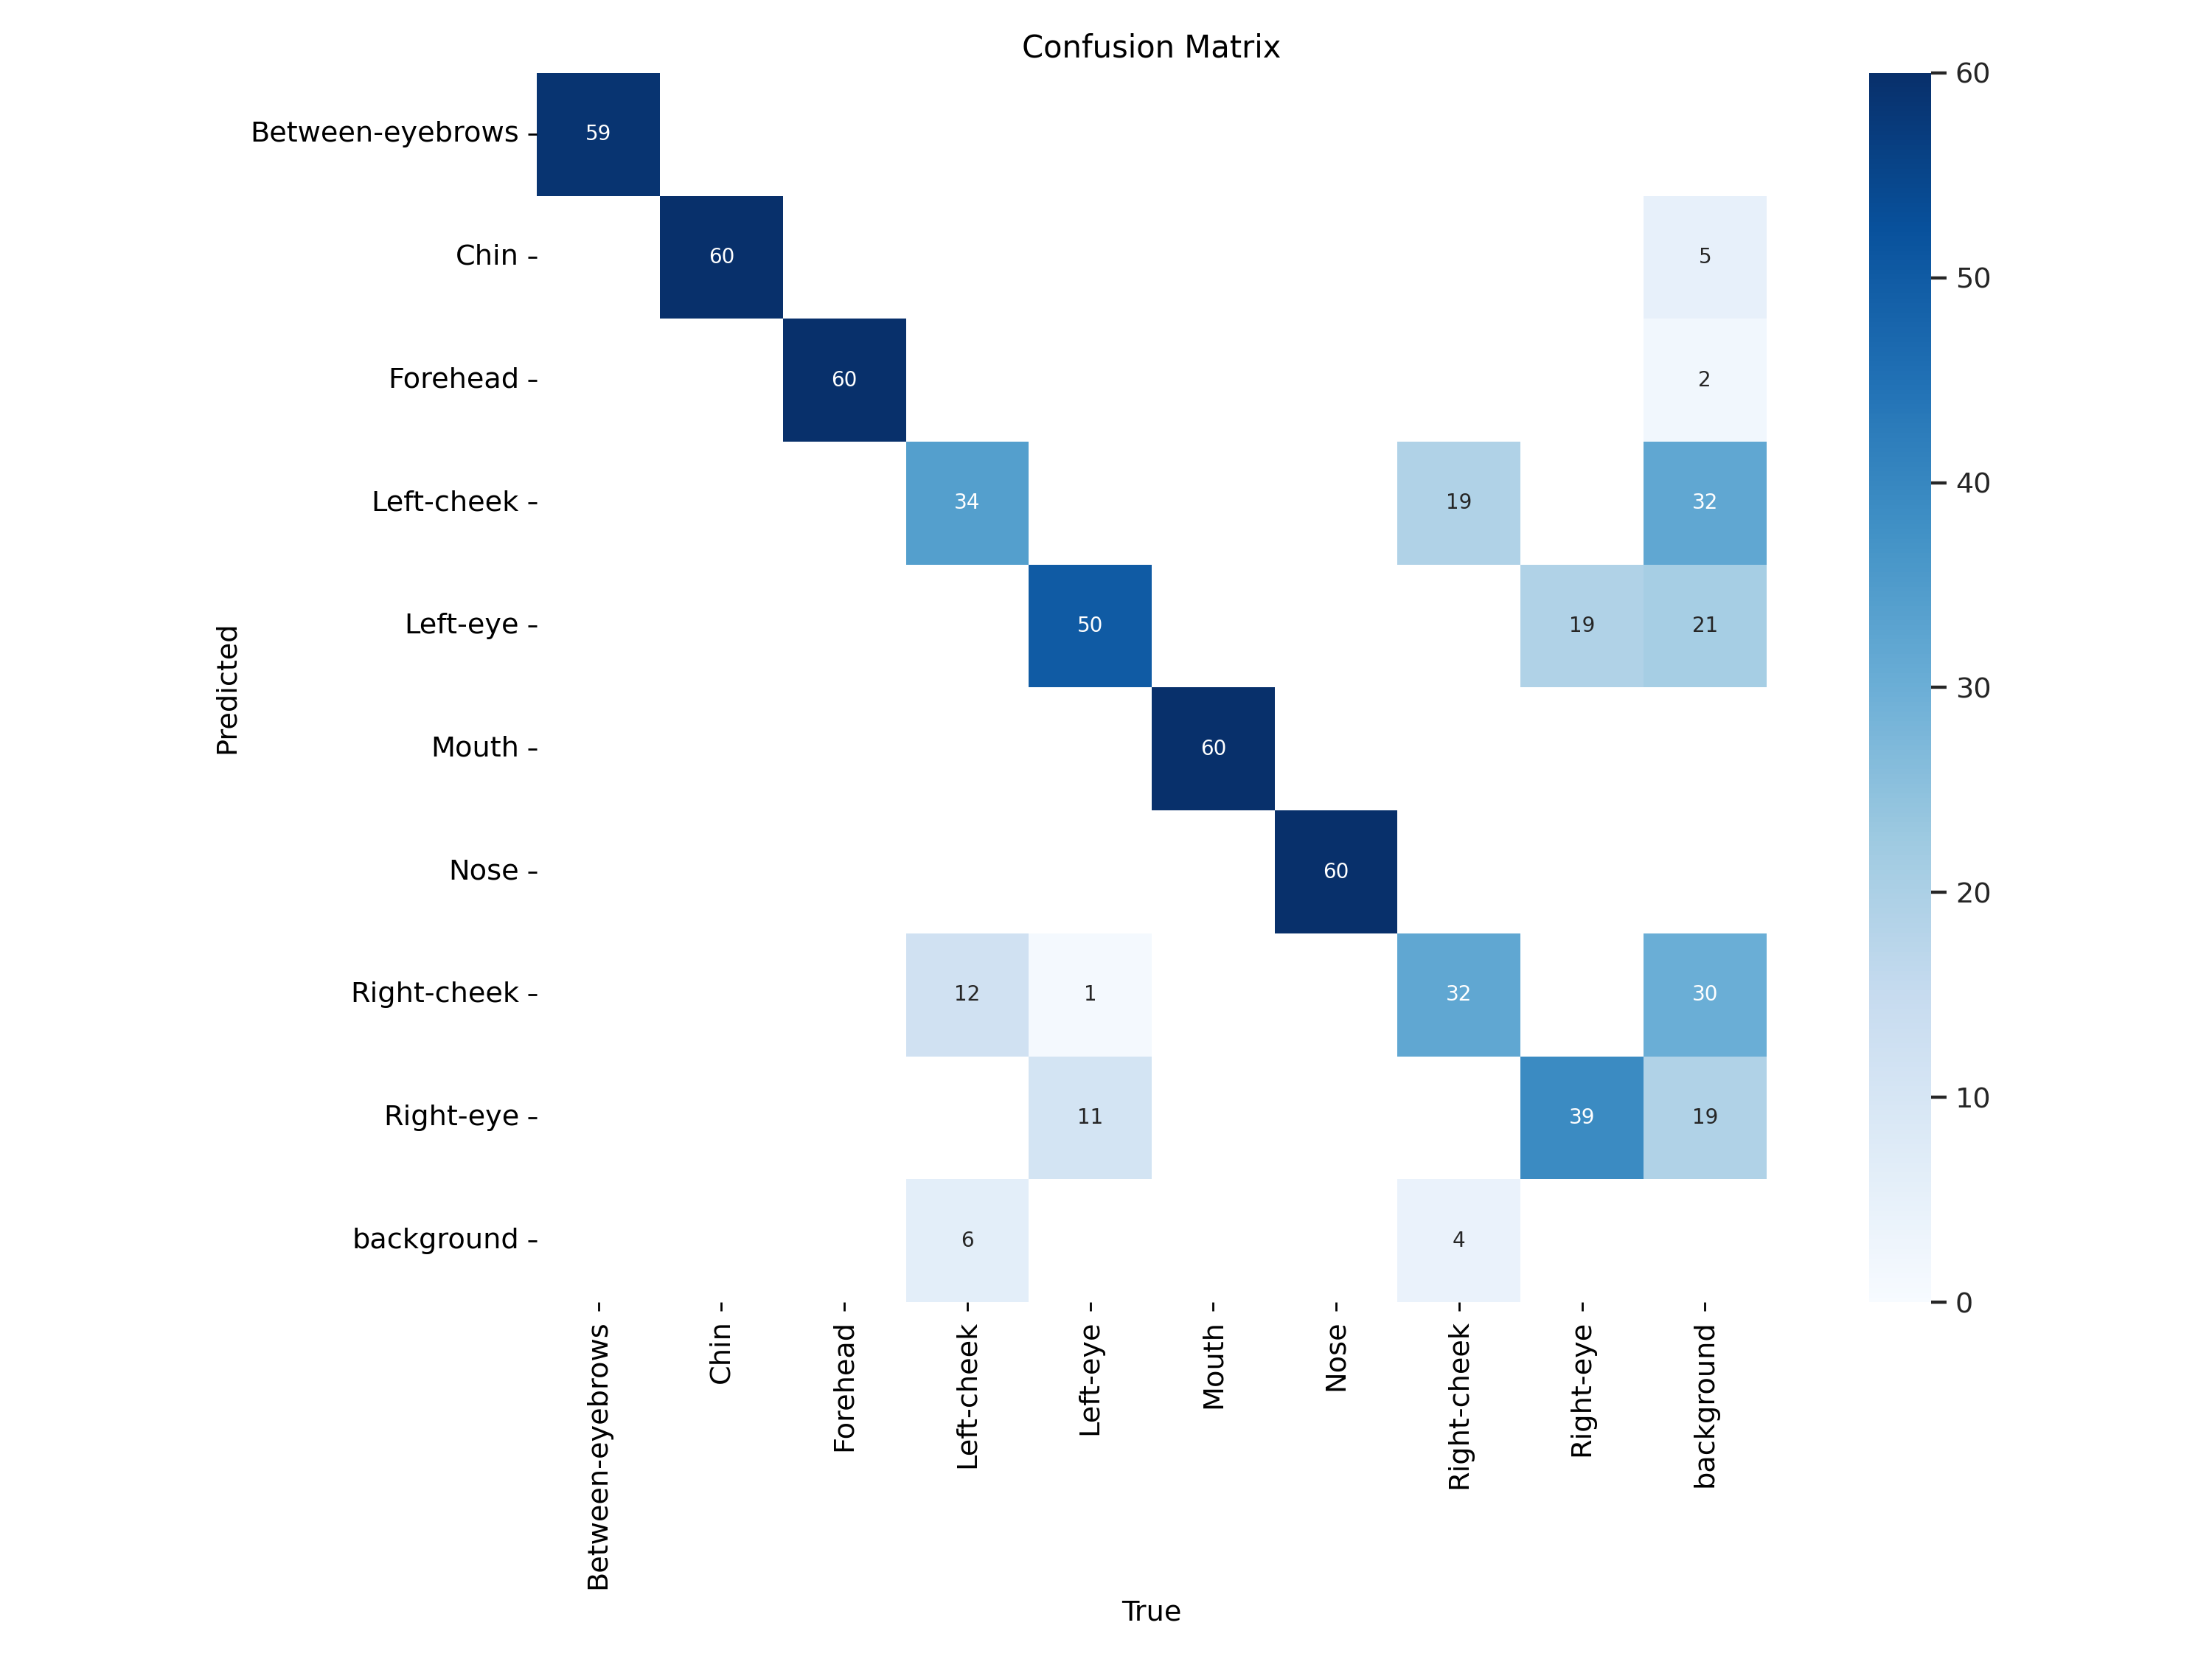 Confusion Matrix
Between-eyebrows
59
Chin
60
5
Forehead
60
2
Left-cheek
34
19
32
Left-eye
50
19
21
Mouth
60
Nose
60
Right-cheek
12
1
32
30
Right-eye
11
39
19
background
6
4
Predicted
Between-eyebrows
Chin
Forehead
Left-cheek
Left-eye
Mouth
Nose
Right-cheek
Right-eye
background
True
60
50
40
30
20
10
0